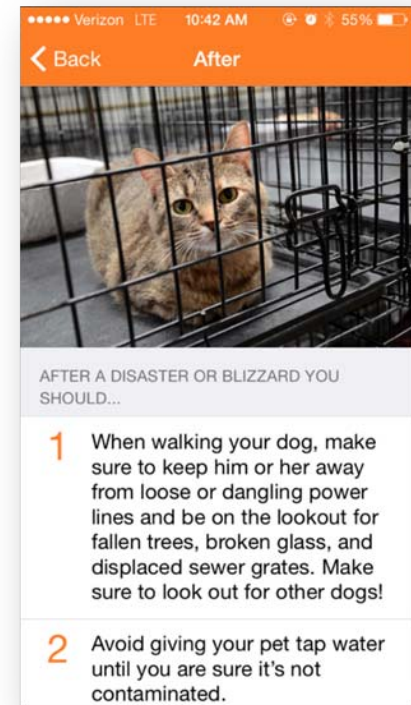 Verizon LTE 10:42 AM 55%
Back After
AFTER A DISASTER OR BLIZZARD YOU
SHOULD...
1 When walking your dog, make
sure to keep him or her away
from loose or dangling power
lines and be on the lookout for
fallen trees, broken glass, and
displaced sewer grates. Make
sure to look out for other dogs!
2 Avoid giving your pet tap water
until you are sure it's not
contaminated.